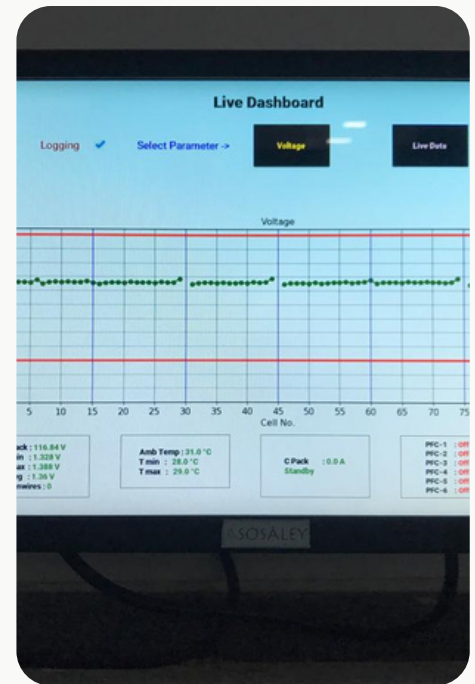 Live Dashboard
Logging
Select Parameter ->
Voltage
Live Data
Voltage
5 10 15 20 25 30 35 40 45 50 55 60 65 70 75
Cell No.
ack : 116.84 V
in : 1.328 V
ax : 1.388 V
g : 1.36 V
nwires : 0
Amb Temp : 31.0 °C
T min : 28.0 °C
T max : 29.0 °C
C Pack : 0.0 A
Standby
PFC-1 : Off
PFC-2 : Off
PFC-3 : Off
PFC-4 : Off
PFC-5 : Off
PFC-6 : Off
SOSALEY